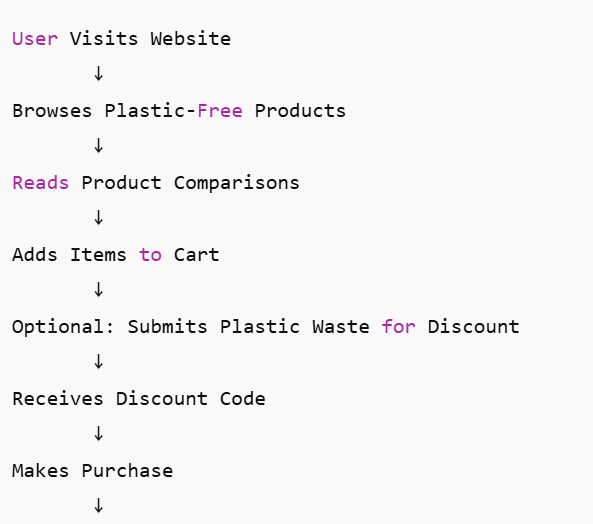 User Visits Website
↓
Browses Plastic-Free Products
↓
Reads Product Comparisons
↓
Adds Items to Cart
↓
Optional: Submits Plastic Waste for Discount
↓
Receives Discount Code
↓
Makes Purchase
↓